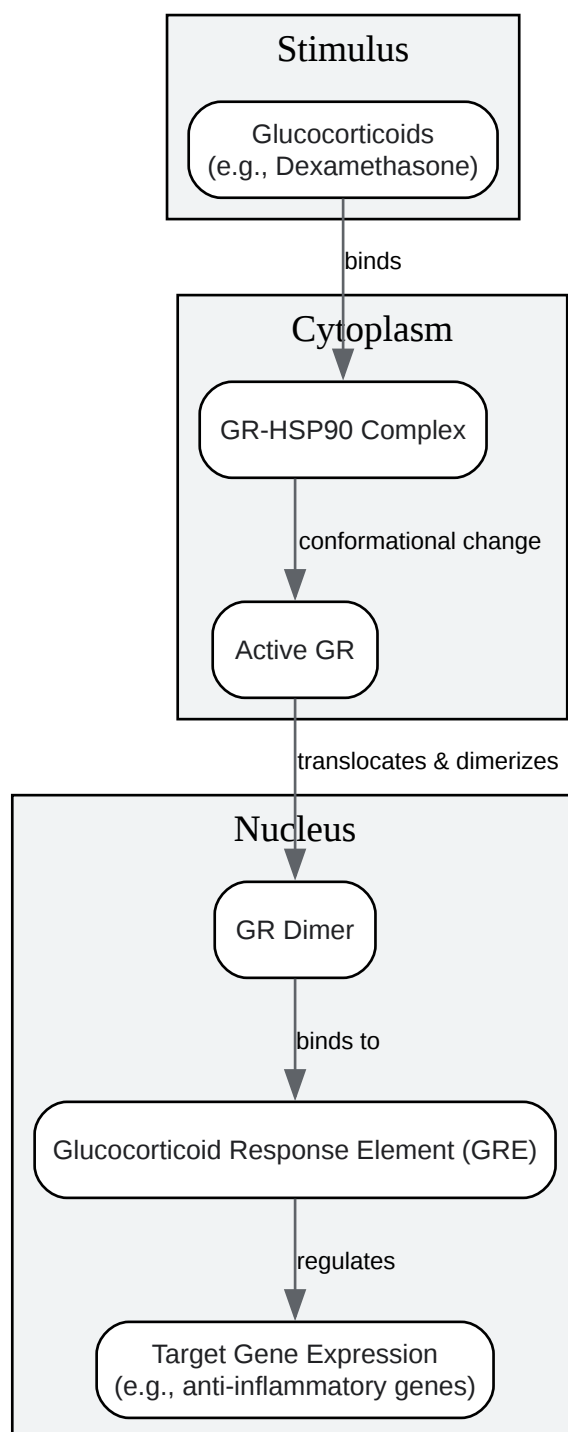 Stimulus
Glucocorticoids
(e.g., Dexamethasone)
binds
Cytoplasm
GR-HSP90 Complex
conformational change
Active GR
translocates & dimerizes
Nucleus
GR Dimer
binds to
Glucocorticoid Response Element (GRE)
regulates
Target Gene Expression
(e.g., anti-inflammatory genes)